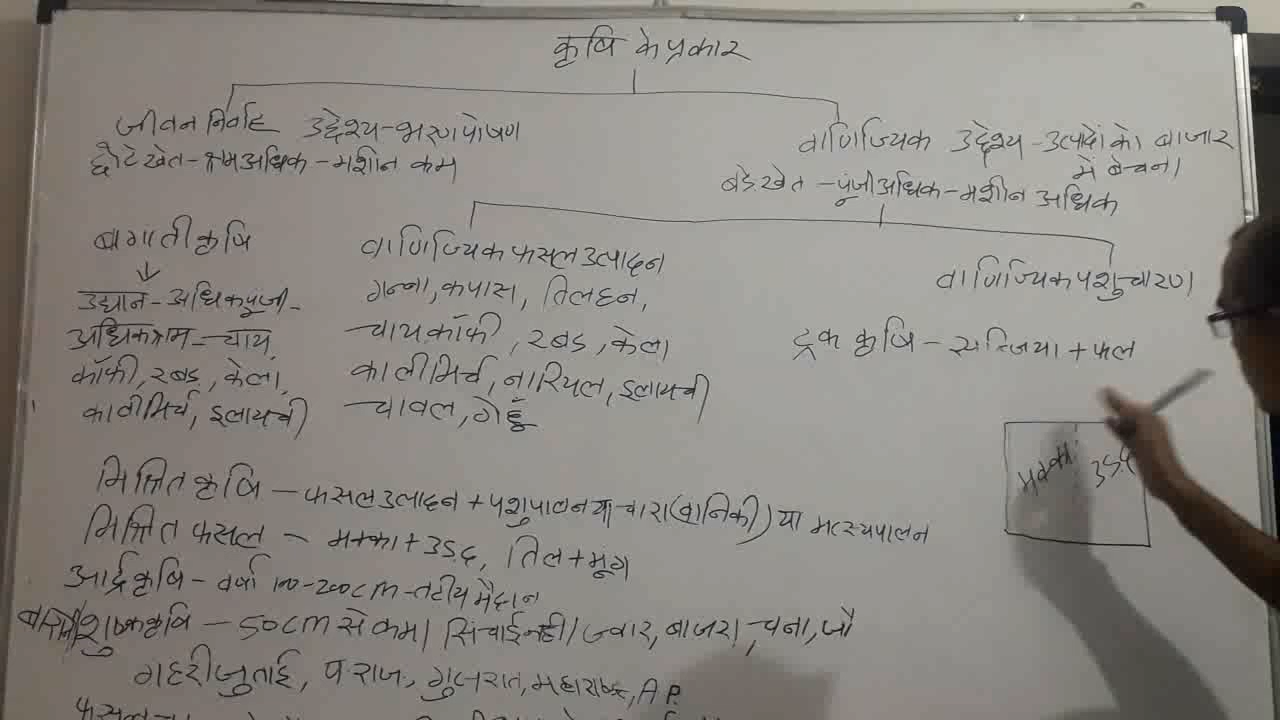 कृषि के प्रकार
जीवन निर्वाह उद्देश्य-भरण पोषण
छोटे खेत-श्रम अधिक-मशीन कम
वाणिज्यिक उद्देश्य-उत्पादों को बाजार
में बेचना।
बडे खेत-पूंजी अधिक-मशीन अधिक
बागाती कृषि
↓
उद्यान-अधिक पूंजी-
अधिक श्रम-चाय,
कॉफी, रबड, केला,
काली मिर्च, इलायची
वाणिज्यिक फसल उत्पादन
गन्ना, कपास, तिलहन,
चाय, कॉफी, रबड, केला
काली मिर्च, नारियल, इलायची
चावल, गेहूँ
वाणिज्यिक पशुचारण
ट्रक कृषि-सब्जिया+फल
मक्का उडद
मिश्रित कृषि-फसल उत्पादन+पशुपालन या-चारा(वानिकी) या मत्स्यपालन
मिश्रित फसल-मक्का+उडद, तिल+मूंग
आर्द्र कृषि-वर्षा 100-200CM-तटीय मैदान
शुष्क कृषि-50CM से कम। सिंचाई नही। ज्वार, बाजरा, चना, जौ
गहरी जुताई, प. राज., गुजरात, महाराष्ट्र, A.P.